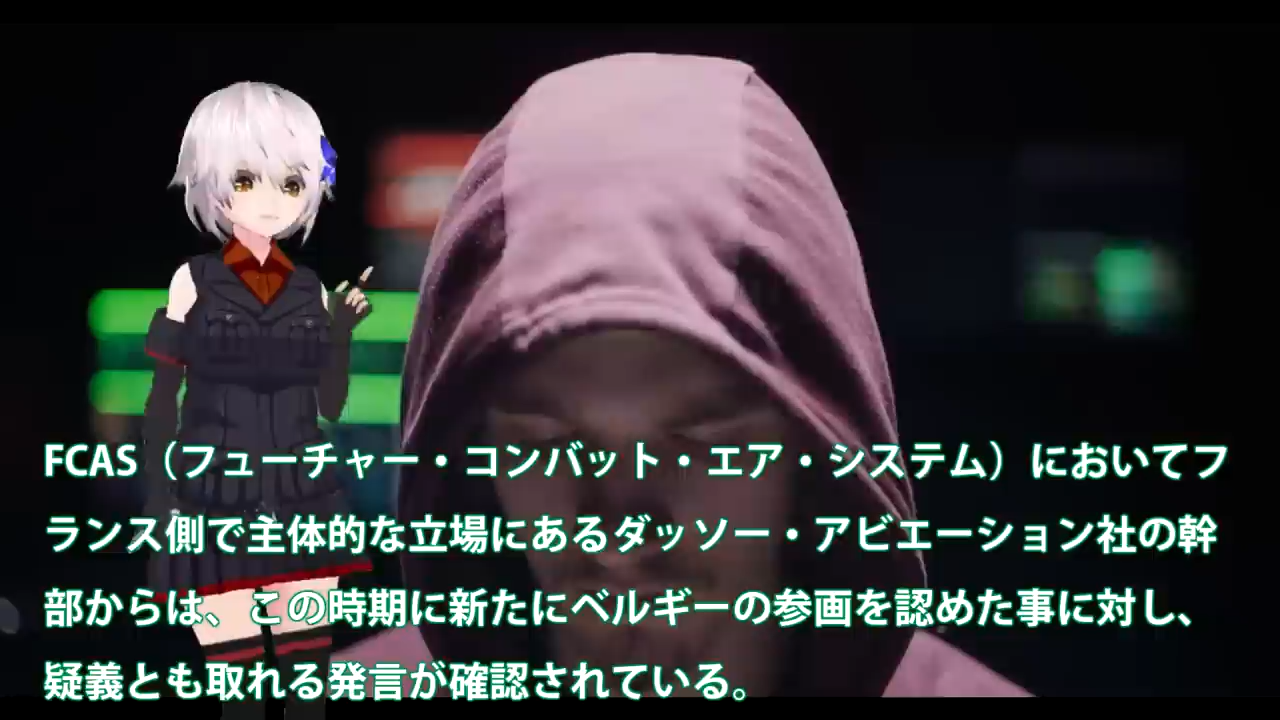 FCAS（フューチャー・コンバット・エア・システム）においてフ
ランス側で主体的な立場にあるダッソー・アビエーション社の幹
部からは、この時期に新たにベルギーの参画を認めた事に対し、
疑義とも取れる発言が確認されている。